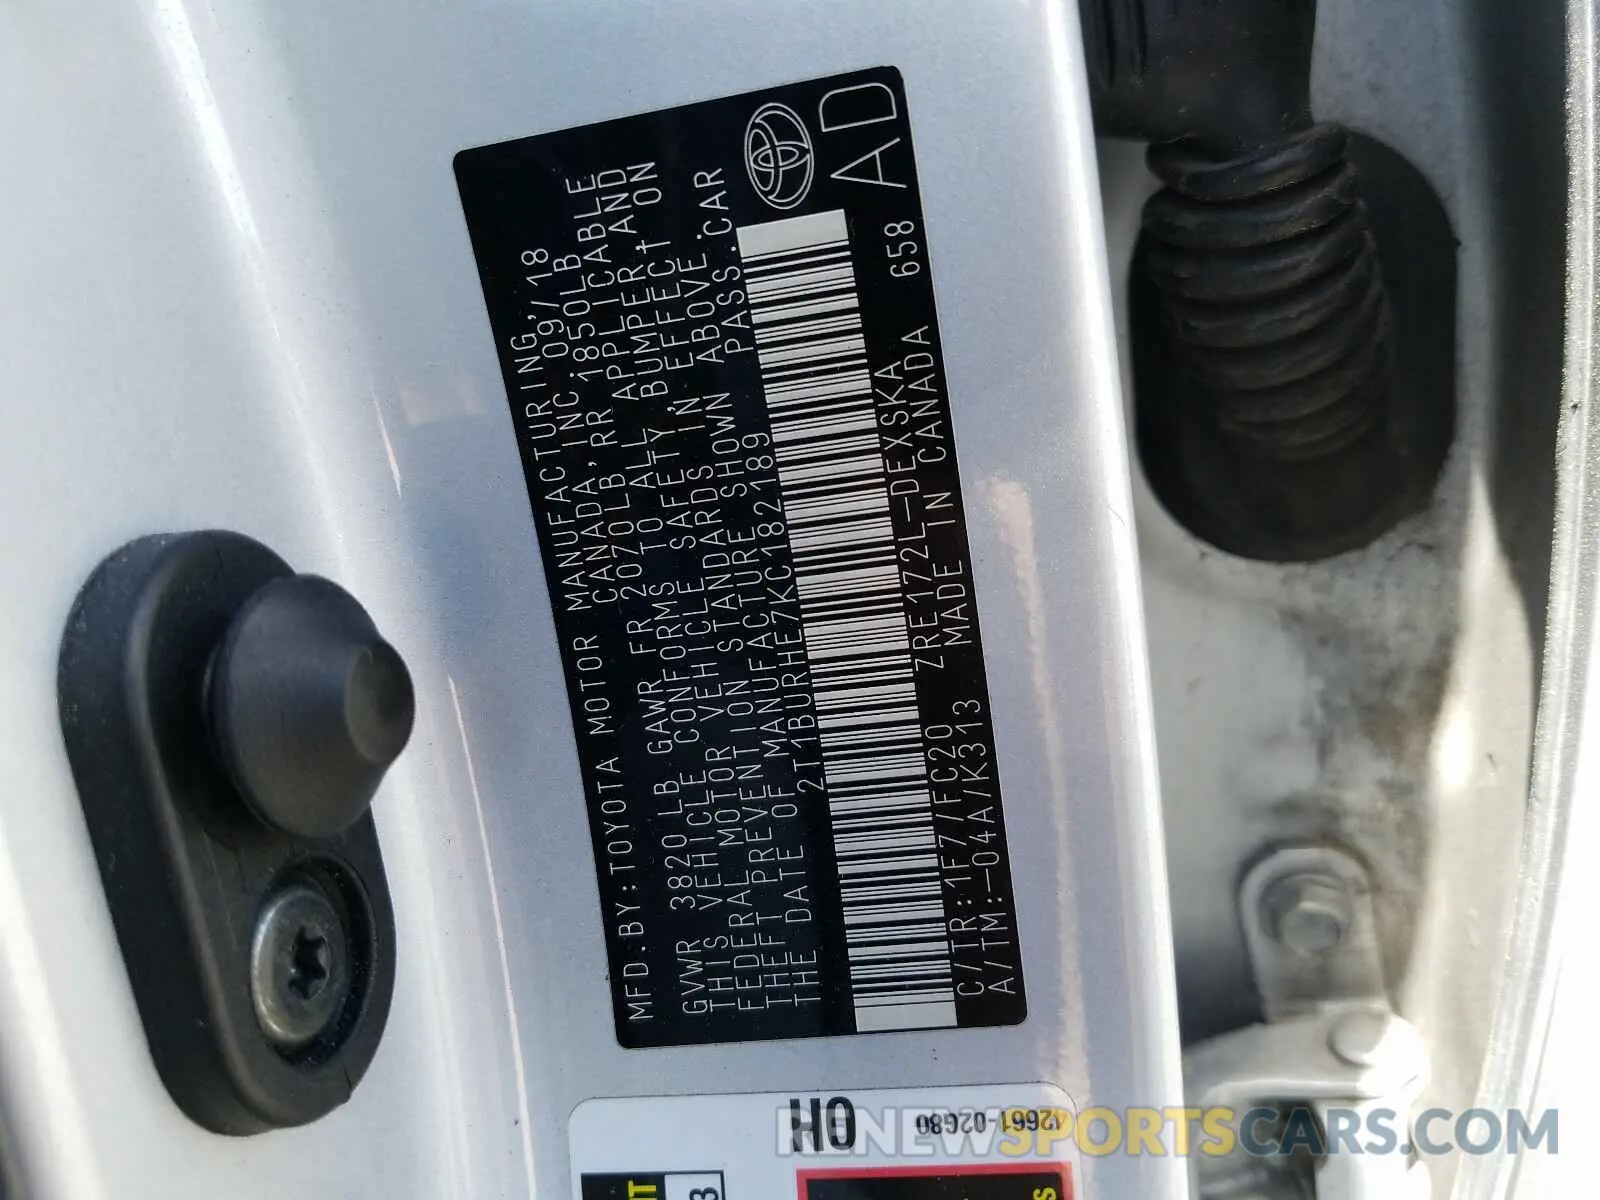 MFD.BY:TOYOTA MOTOR MANUFACTURING,
CANADA,INC. 09/18
GVWR 3820 LB GAWR FR 2070LB, RR 1850LB
THIS VEHICLE CONFORMS TO ALL APPLICABLE
FEDERAL MOTOR VEHICLE SAFETY, BUMPER, AND
THEFT PREVENTION STANDARDS IN EFFECT ON
THE DATE OF MANUFACTURE SHOWN ABOVE.
2T1BURHE7KC182189 PASS.CAR
C/TR:1F7/FC20 ZRE172L-DEXSKA 658
A/TM:-04A/K313 MADE IN CANADA
AD
H0 42661-02G80
RENEWSPORTSCARS.COM